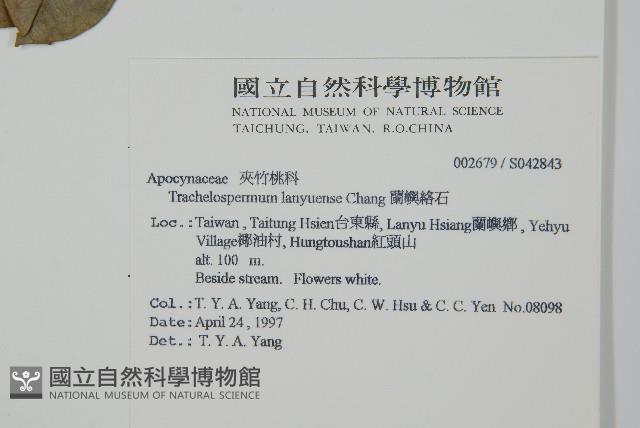 國立自然科學博物館
NATIONAL MUSEUM OF NATURAL SCIENCE
TAICHUNG, TAIWAN, R.O.CHINA
002679 / S042843
Apocynaceae 夾竹桃科
Trachelospermum lanyuense Chang 蘭嶼絡石
Loc.: Taiwan , Taitung Hsien台東縣, Lanyu Hsiang蘭嶼鄉 , Yehyu
Village椰油村, Hungtoushan紅頭山
alt. 100 m.
Beside stream. Flowers white.
Col.: T. Y. A. Yang, C. H. Chu, C. W. Hsu & C. C. Yen No.08098
Date: April 24 , 1997
Det.: T. Y. A. Yang
國立自然科學博物館
NATIONAL MUSEUM OF NATURAL SCIENCE